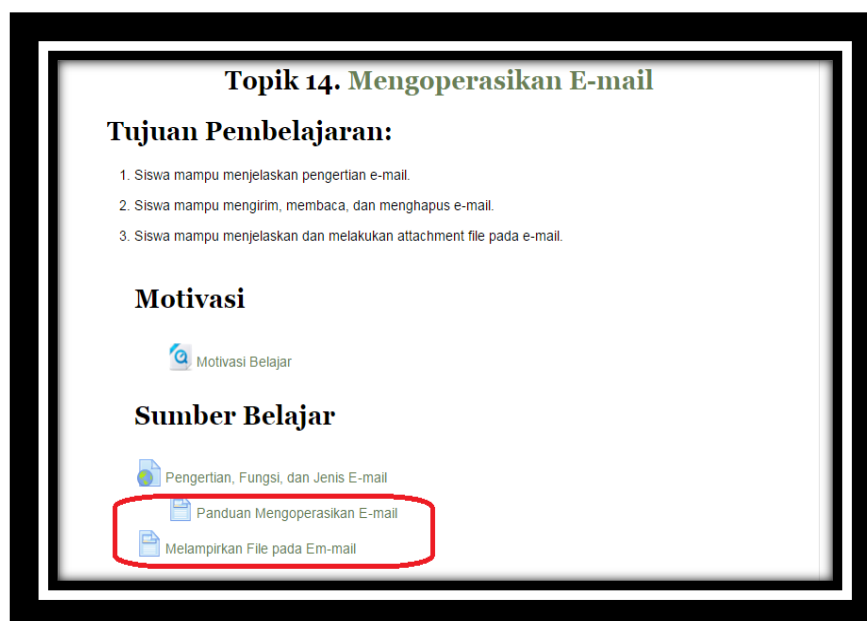 Topik 14. Mengoperasikan E-mail
Tujuan Pembelajaran:
1. Siswa mampu menjelaskan pengertian e-mail.
2. Siswa mampu mengirim, membaca, dan menghapus e-mail.
3. Siswa mampu menjelaskan dan melakukan attachment file pada e-mail.
Motivasi
Motivasi Belajar
Sumber Belajar
Pengertian, Fungsi, dan Jenis E-mail
Panduan Mengoperasikan E-mail
Melampirkan File pada Em-mail